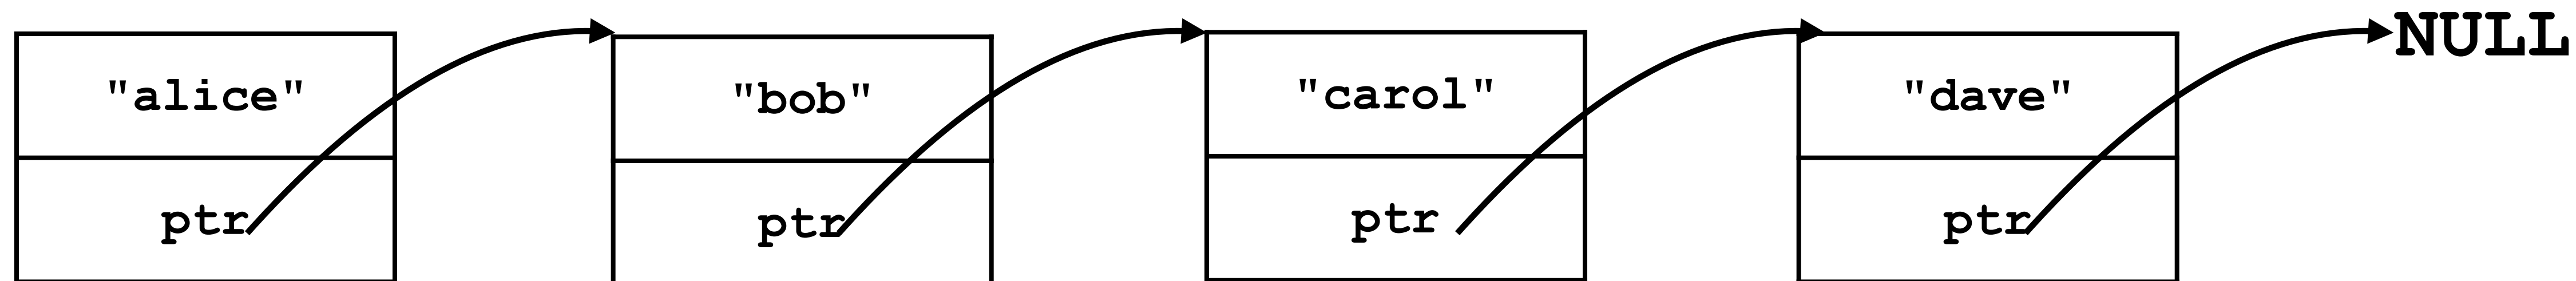 "alice" "bob" "carol" "dave" NULL
ptr ptr ptr ptr